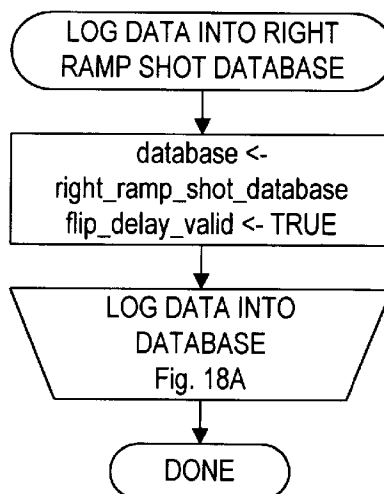 LOG DATA INTO RIGHT
RAMP SHOT DATABASE
database <-
right_ramp_shot_database
flip_delay_valid <- TRUE
LOG DATA INTO
DATABASE
Fig. 18A
DONE